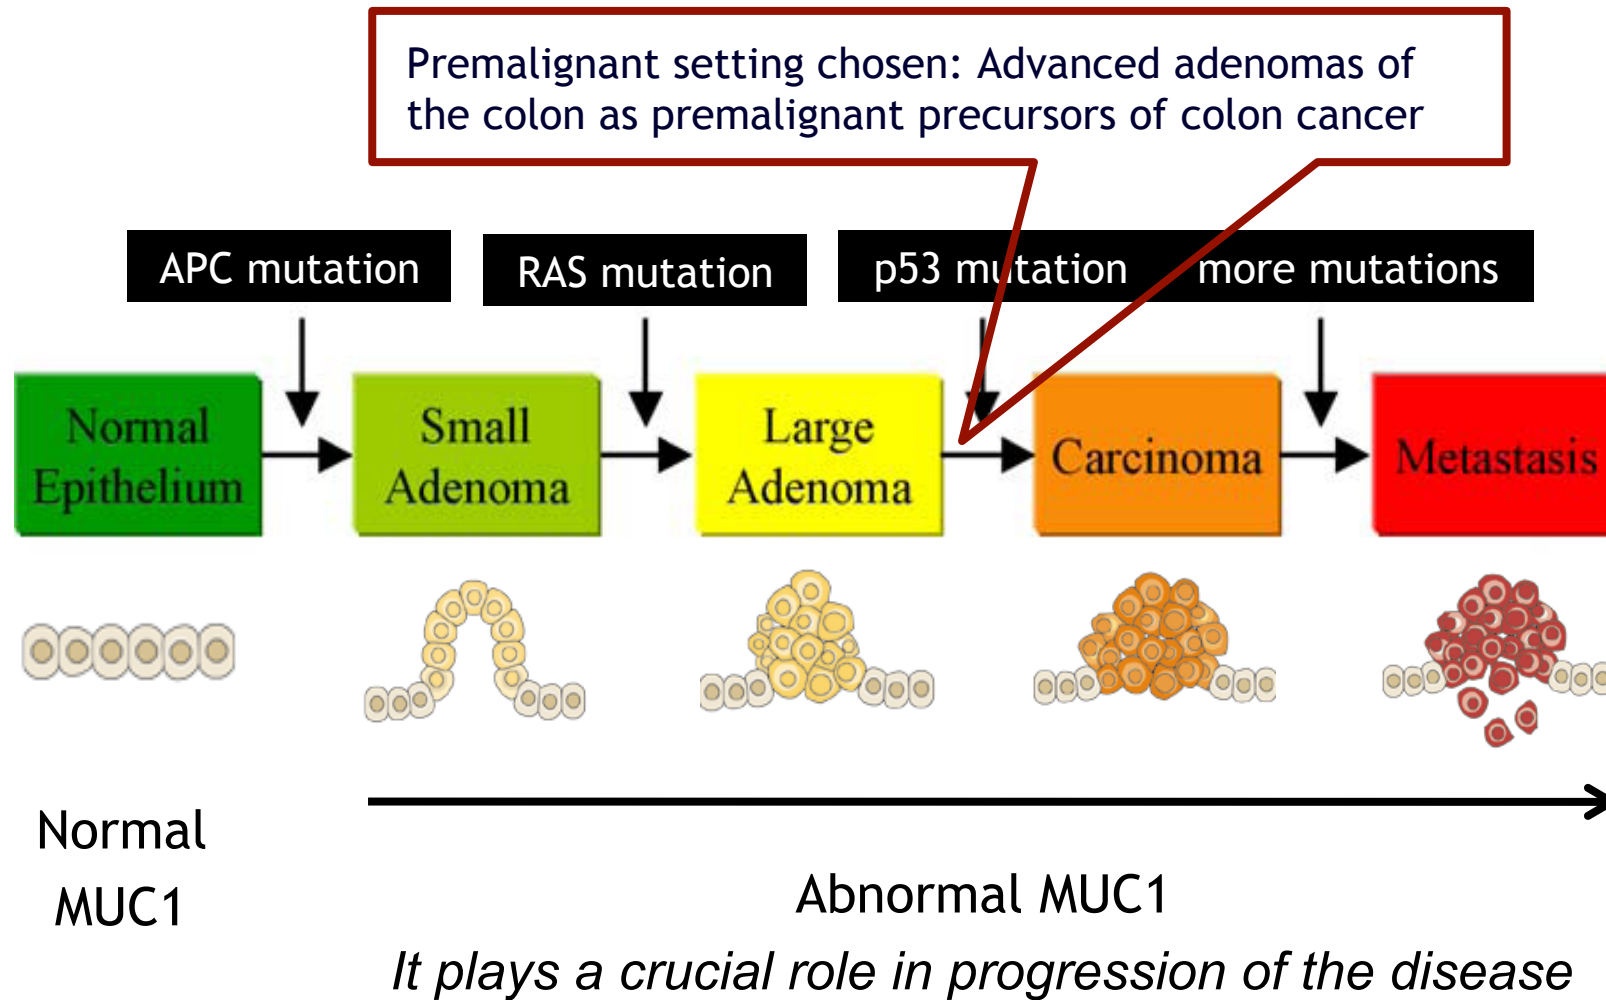 Premalignant setting chosen: Advanced adenomas of
the colon as premalignant precursors of colon cancer
APC mutation
RAS mutation
p53 mutation
more mutations
Normal
Epithelium
Small
Adenoma
Large
Adenoma
Carcinoma
Metastasis
Normal
MUC1
Abnormal MUC1
It plays a crucial role in progression of the disease